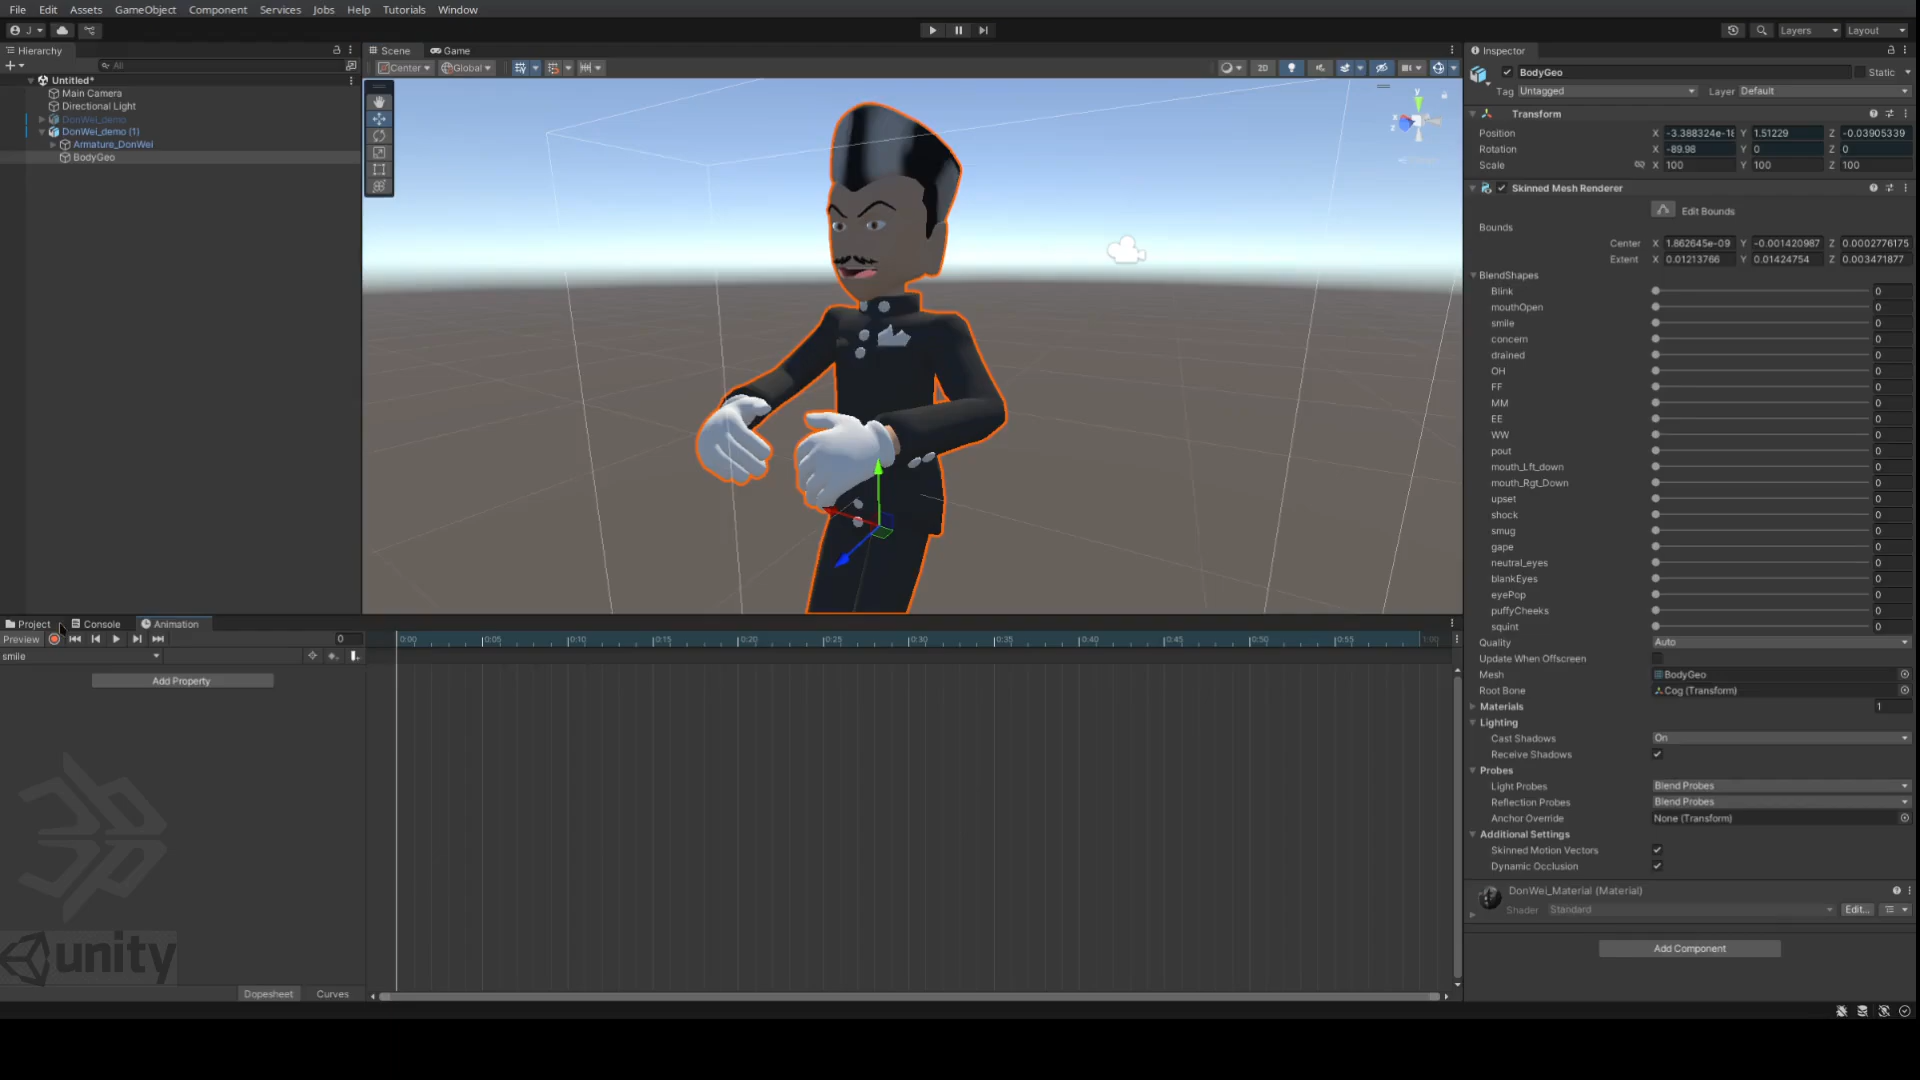 File Edit Assets GameObject Component Services Jobs Help Tutorials Window
J Layers Layout
Hierarchy Scene Game Inspector
All Center Global 2D BodyGeo Static
Tag Untagged Layer Default
Untitled*
Main Camera
Directional Light
DonWei_demo
DonWei_demo (1)
Armature_DonWei
BodyGeo
y
x
z
Transform
Position X -3.388324e-18 Y 1.51229 Z -0.03905339
Rotation X -89.98 Y 0 Z 0
Scale X 100 Y 100 Z 100
Skinned Mesh Renderer
Edit Bounds
Bounds
Center X 1.862645e-09 Y -0.001420987 Z 0.0002776175
Extent X 0.01213766 Y 0.01424754 Z 0.003471877
BlendShapes
Blink 0
mouthOpen 0
smile 0
concern 0
drained 0
OH 0
FF 0
MM 0
EE 0
WW 0
pout 0
mouth_Lft_down 0
mouth_Rgt_Down 0
upset 0
shock 0
smug 0
gape 0
neutral_eyes 0
blankEyes 0
eyePop 0
puffyCheeks 0
squint 0
Quality Auto
Update When Offscreen
Mesh BodyGeo
Root Bone Cog (Transform)
Materials 1
Lighting
Cast Shadows On
Receive Shadows
Probes
Light Probes Blend Probes
Reflection Probes Blend Probes
Anchor Override None (Transform)
Additional Settings
Skinned Motion Vectors
Dynamic Occlusion
DonWei_Material (Material)
Shader Standard Edit...
Add Component
Project Console Animation
Preview 0 0:00 0:05 0:10 0:15 0:20 0:25 0:30 0:35 0:40 0:45 0:50 0:55 1:00
smile
Add Property
unity
Dopesheet Curves